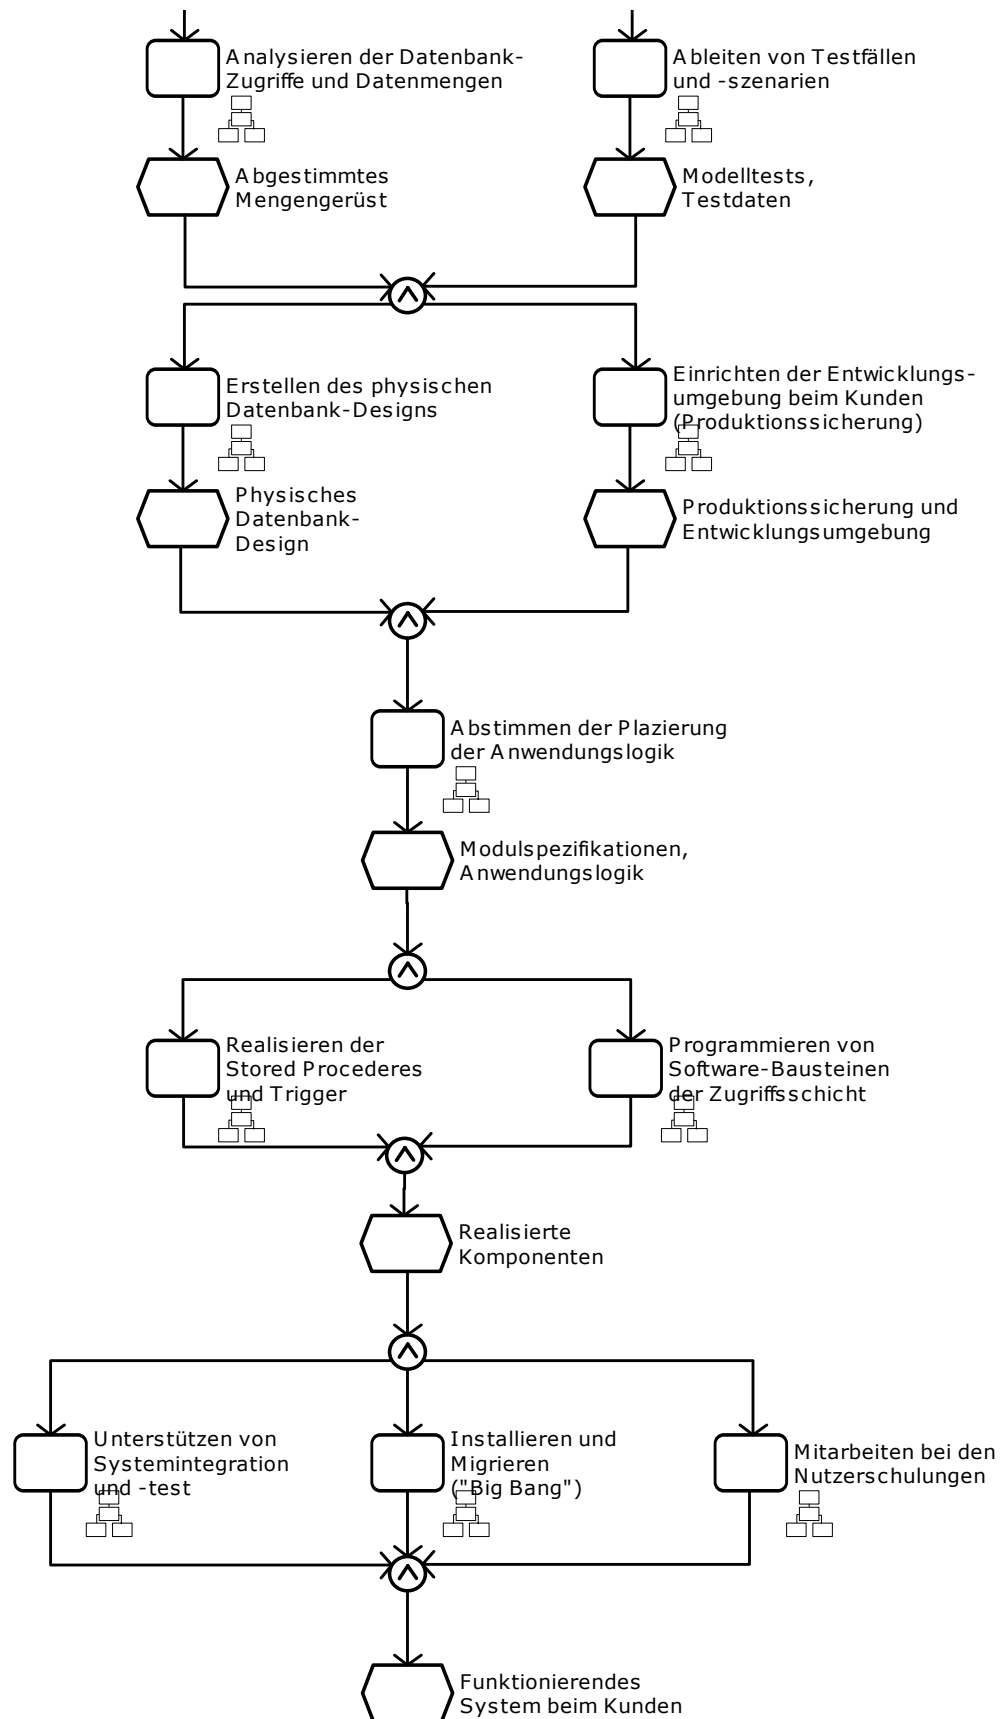 Analysieren der Datenbank-
Zugriffe und Datenmengen
Ableiten von Testfällen
und -szenarien
Abgestimmtes
Mengengerüst
Modelltests,
Testdaten
Erstellen des physischen
Datenbank-Designs
Einrichten der Entwicklungs-
umgebung beim Kunden
(Produktionssicherung)
Physisches
Datenbank-
Design
Produktionssicherung und
Entwicklungsumgebung
Abstimmen der Plazierung
der Anwendungslogik
Modulspezifikationen,
Anwendungslogik
Realisieren der
Stored Procederes
und Trigger
Programmieren von
Software-Bausteinen
der Zugriffsschicht
Realisierte
Komponenten
Unterstützen von
Systemintegration
und -test
Installieren und
Migrieren
("Big Bang")
Mitarbeiten bei den
Nutzerschulungen
Funktionierendes
System beim Kunden